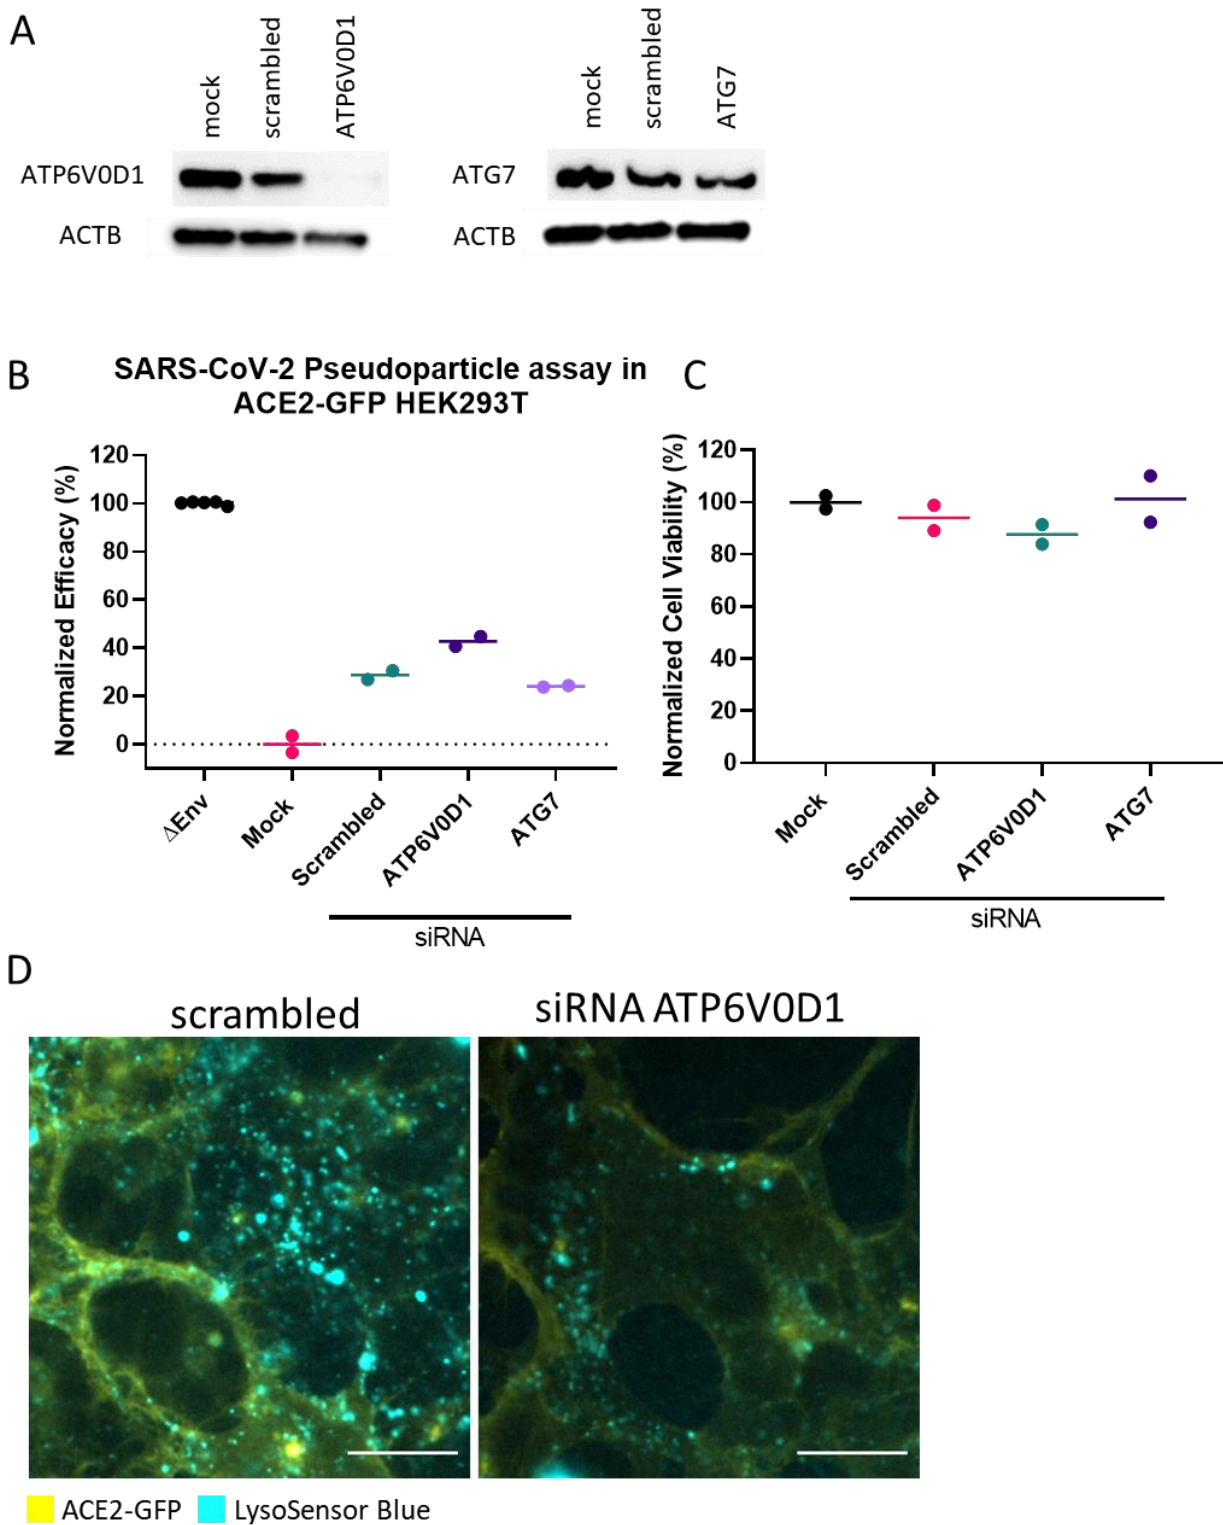 A
mock
scrambled
ATP6V0D1
mock
scrambled
ATG7
ATP6V0D1
ACTB
ATG7
ACTB
B
SARS-CoV-2 Pseudoparticle assay in
ACE2-GFP HEK293T
Normalized Efficacy (%)
120
100
80
60
40
20
0
ΔEnv
Mock
Scrambled
ATP6V0D1
ATG7
siRNA
C
Normalized Cell Viability (%)
120
100
80
60
40
20
0
Mock
Scrambled
ATP6V0D1
ATG7
siRNA
D
scrambled
siRNA ATP6V0D1
ACE2-GFP
LysoSensor Blue